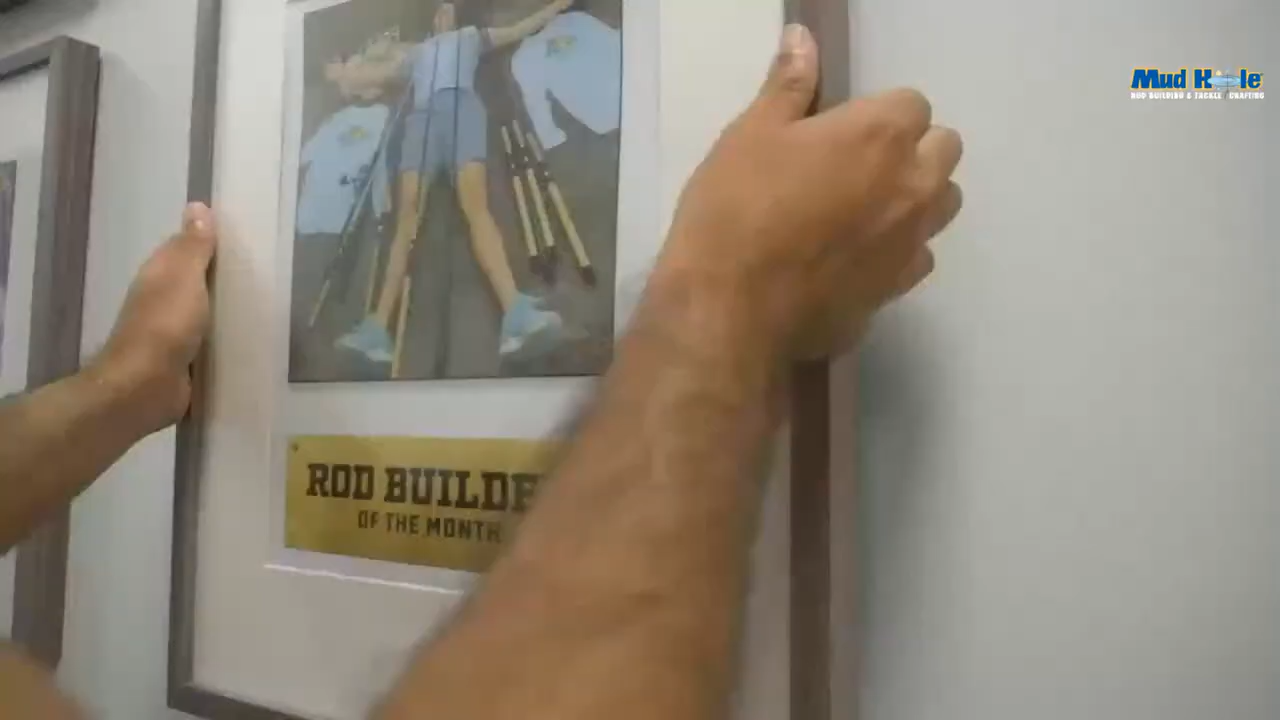 Mud Hole
ROD BUILDING & TACKLE CRAFTING
ROD BUILDE
OF THE MONTH